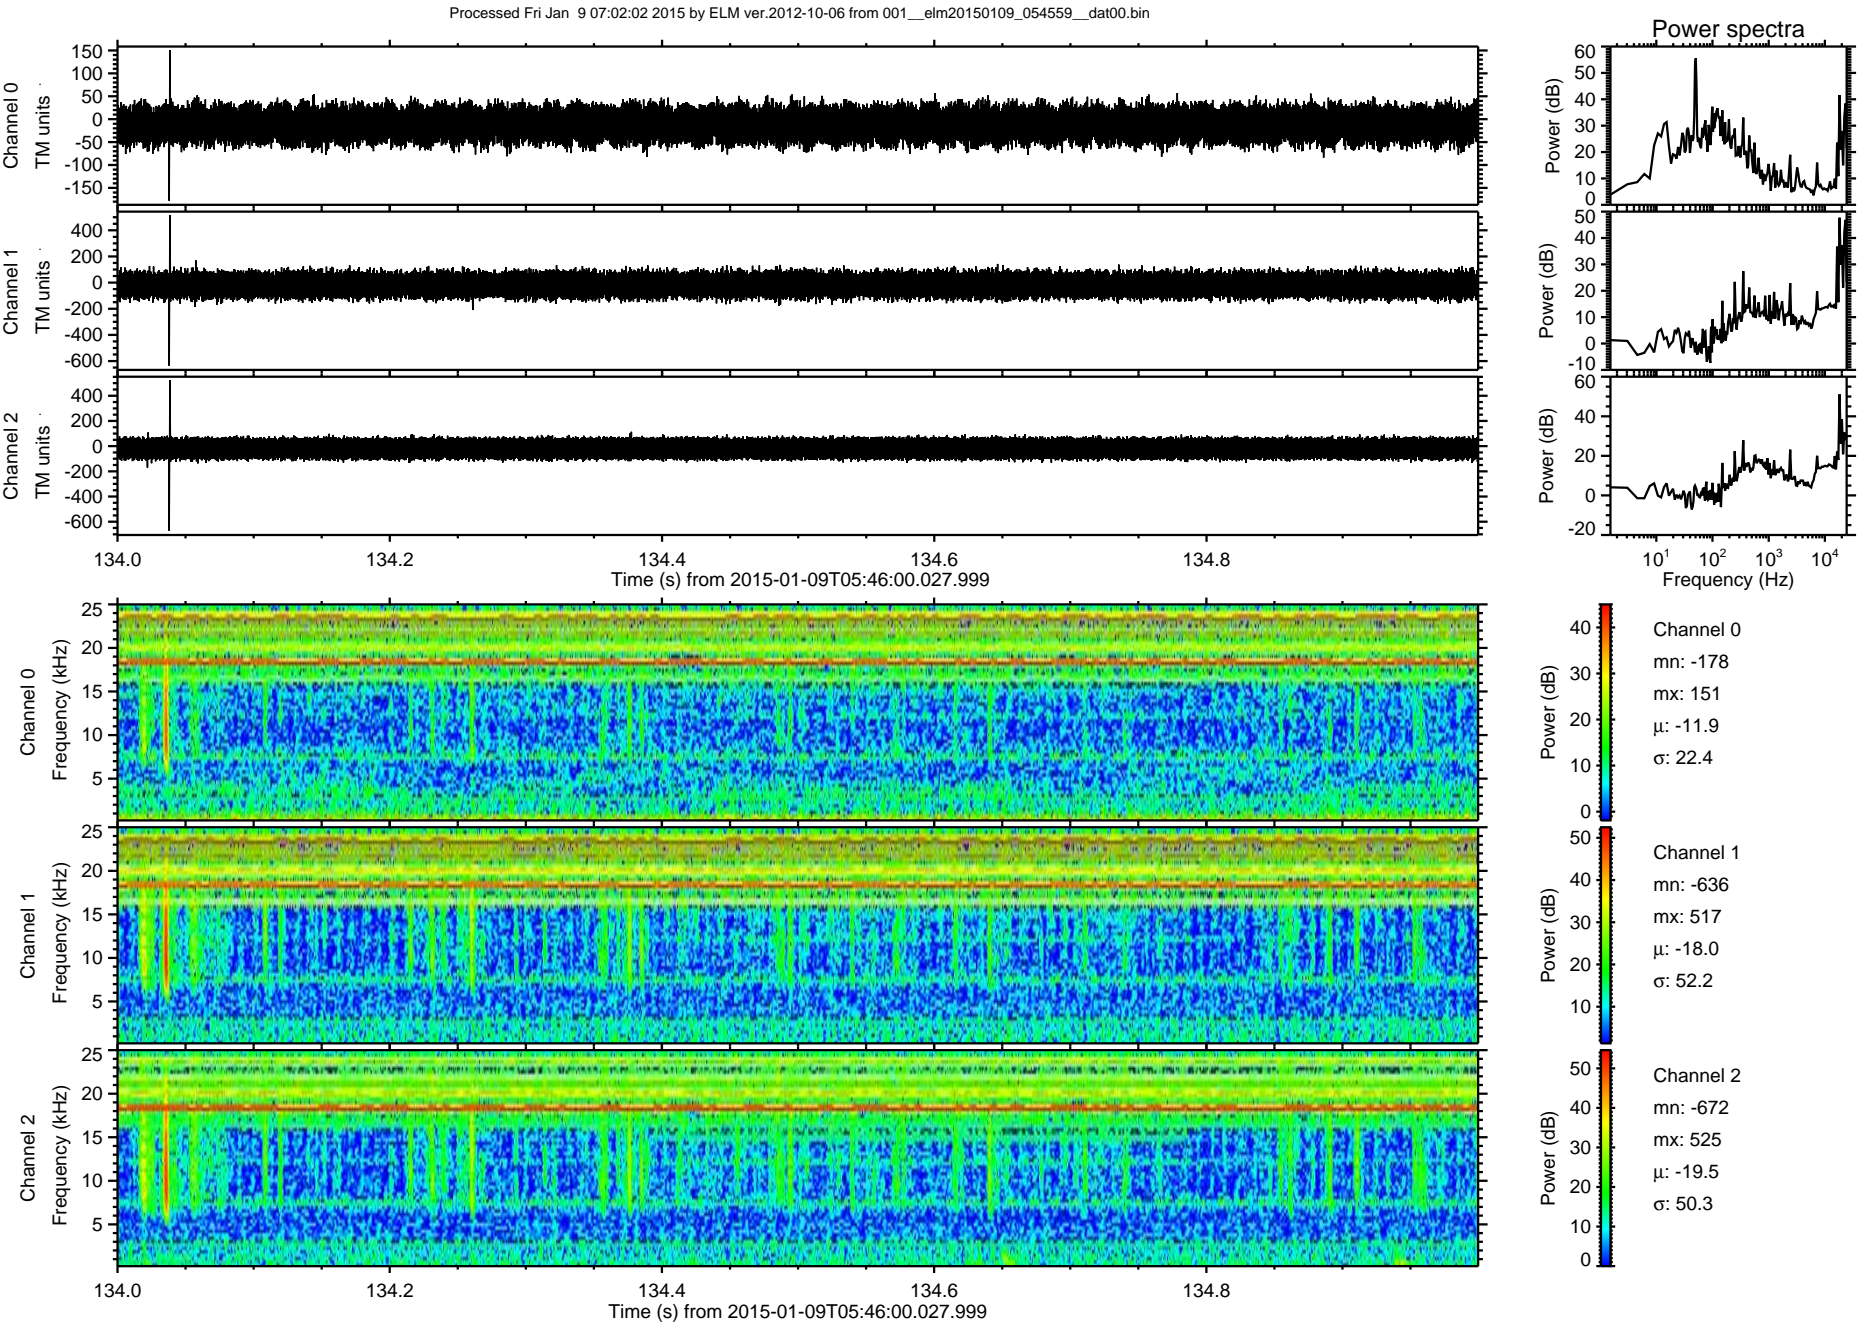 Processed Fri Jan  9 07:02:02 2015 by ELM ver.2012-10-06 from 001__elm20150109_054559__dat00.bin
Power spectra
Channel 0
TM units
150
100
50
0
-50
-100
-150
Power (dB)
60
50
40
30
20
10
0
Channel 1
TM units
400
200
0
-200
-400
-600
Power (dB)
50
40
30
20
10
0
-10
Channel 2
TM units
400
200
0
-200
-400
-600
Power (dB)
60
40
20
0
-20
134.0 134.2 134.4 134.6 134.8
Time (s) from 2015-01-09T05:46:00.027.999
10^1 10^2 10^3 10^4
Frequency (Hz)
Channel 0
Frequency (kHz)
25
20
15
10
5
Power (dB)
40
30
20
10
0
Channel 0
mn: -178
mx: 151
μ: -11.9
σ: 22.4
Channel 1
Frequency (kHz)
25
20
15
10
5
Power (dB)
50
40
30
20
10
Channel 1
mn: -636
mx: 517
μ: -18.0
σ: 52.2
Channel 2
Frequency (kHz)
25
20
15
10
5
Power (dB)
50
40
30
20
10
0
Channel 2
mn: -672
mx: 525
μ: -19.5
σ: 50.3
134.0 134.2 134.4 134.6 134.8
Time (s) from 2015-01-09T05:46:00.027.999